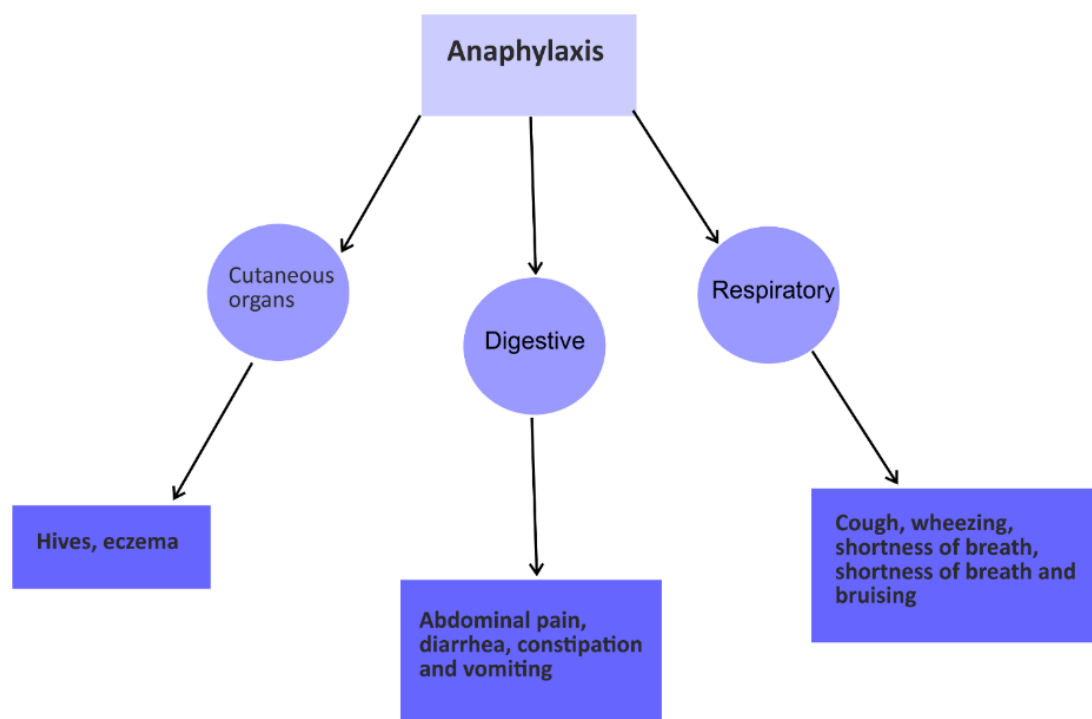 Anaphylaxis
Cutaneous
organs
Digestive
Respiratory
Hives, eczema
Abdominal pain,
diarrhea, constipation
and vomiting
Cough, wheezing,
shortness of breath,
shortness of breath and
bruising